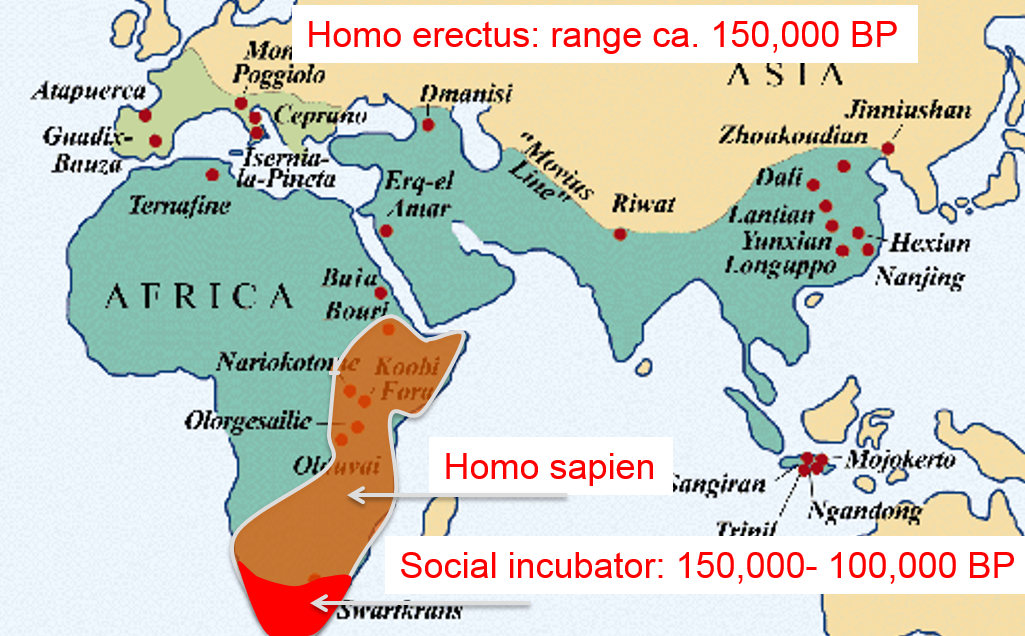 Homo erectus: range ca. 150,000 BP
Mon
Poggiolo
ASIA
Atapuerca
Dmanisi
Jinniushan
Ceprano
Zhoukoudian
Guadix-
Bauza
Isernia-
la-Pincta
"Movius
Line"
Erq-el
Amar
Dali
Ternafine
Riwat
Lantian
Yunxian
Hexian
Longuppo
Nanjing
Buia
AFRICA
Bouri
Nariokotome
Koobi
Fora
Olorgesailie
Olduvai
Homo sapien
Mojokerto
Sangiran
Ngandong
Trinil
Social incubator: 150,000- 100,000 BP
Swartkrans